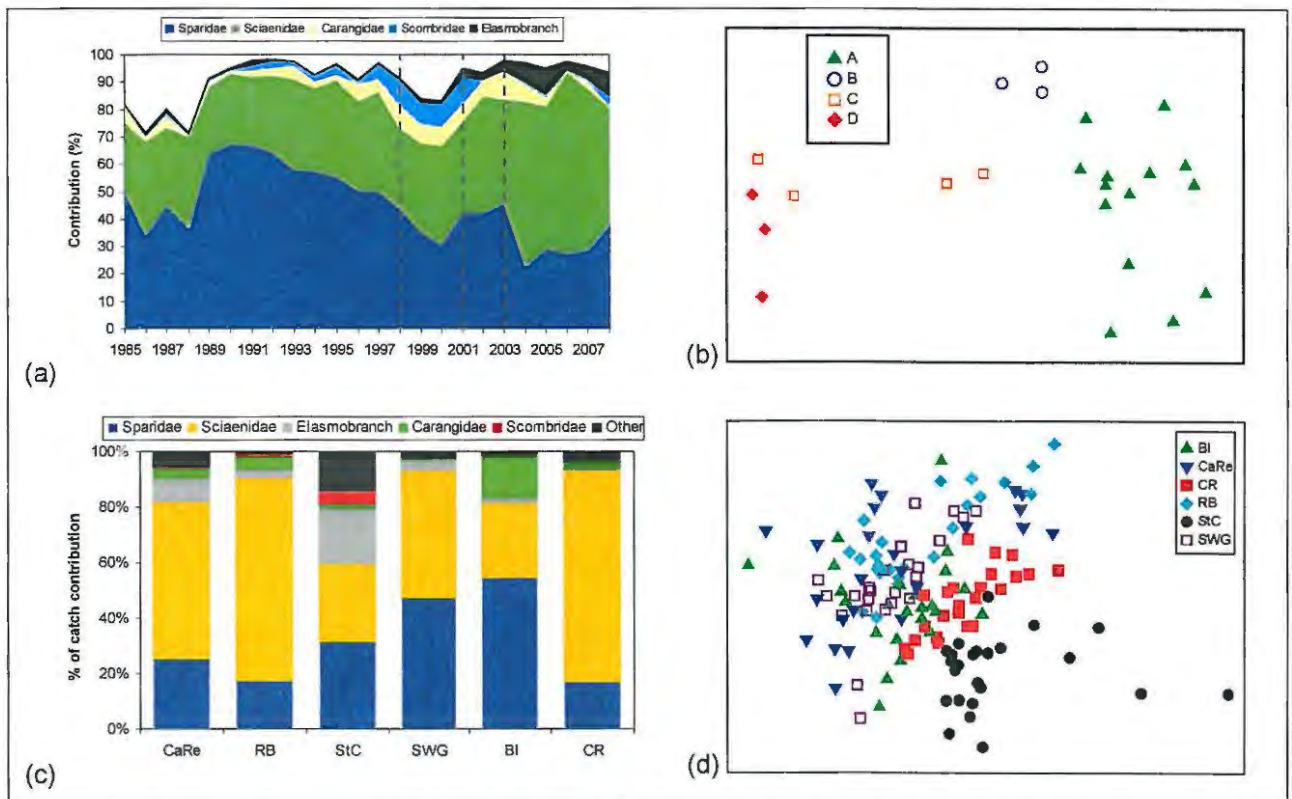 Sparidae Sciaenidae Carangidae Scombridae Elasmobranch
Contribution (%)
100
90
80
70
60
50
40
30
20
10
0
1985 1987 1989 1991 1993 1995 1997 1999 2001 2003 2005 2007
(a)
A
B
C
D
(b)
Sparidae Sciaenidae Elasmobranch Carangidae Scombridae Other
% of catch contribution
100%
80%
60%
40%
20%
0%
CaRe RB StC SWG BI CR
(c)
BI
CaRe
CR
RB
StC
SWG
(d)